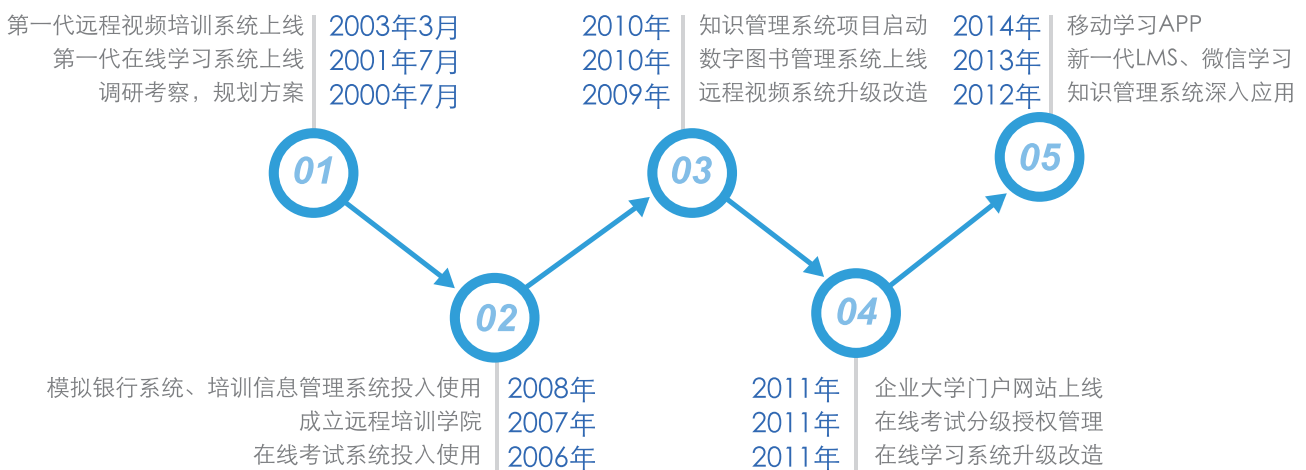 第一代远程视频培训系统上线 2003年3月
第一代在线学习系统上线 2001年7月
调研考察，规划方案 2000年7月
01
2008年 模拟银行系统、培训信息管理系统投入使用
2007年 成立远程培训学院
2006年 在线考试系统投入使用
02
2010年 知识管理系统项目启动
2010年 数字图书管理系统上线
2009年 远程视频系统升级改造
03
04
2011年 企业大学门户网站上线
2011年 在线考试分级授权管理
2011年 在线学习系统升级改造
2014年 移动学习APP
2013年 新一代LMS、微信学习
2012年 知识管理系统深入应用
05